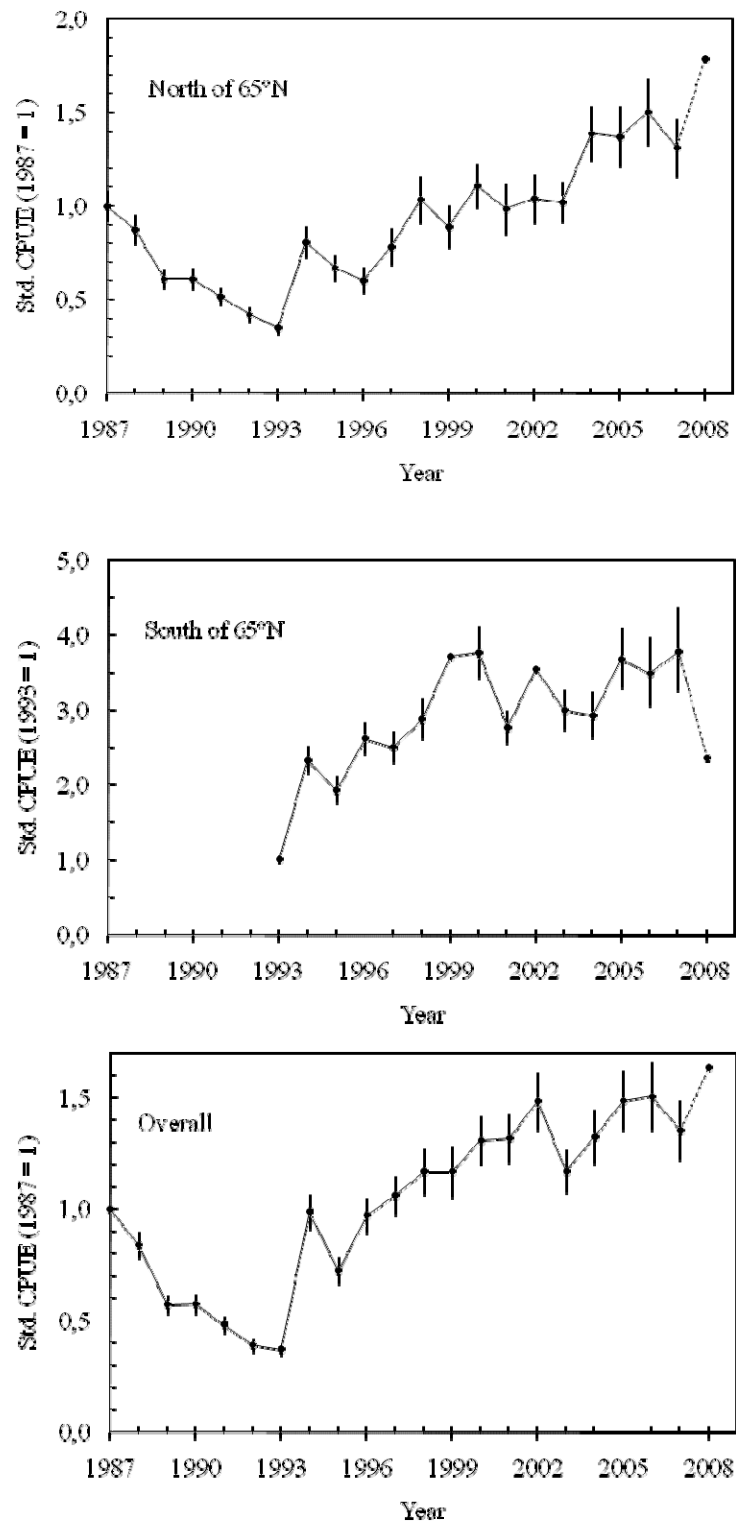 2,0
North of 65°N
1,5
1,0
0,5
0,0
Std. CPUE (1987 = 1)
1987 1990 1993 1996 1999 2002 2005 2008
Year
5,0
South of 65°N
4,0
3,0
2,0
1,0
0,0
Std. CPUE (1993 = 1)
1987 1990 1993 1996 1999 2002 2005 2008
Year
Overall
1,5
1,0
0,5
0,0
Std. CPUE (1987 = 1)
1987 1990 1993 1996 1999 2002 2005 2008
Year